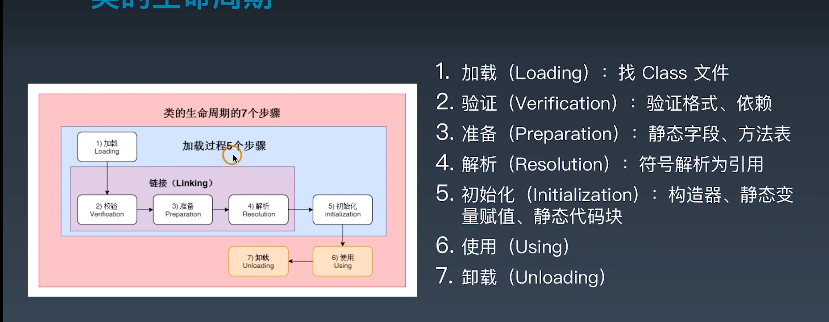 类的生命周期
类的生命周期的7个步骤
加载过程5个步骤
1) 加载
Loading
链接（Linking）
2) 校验
Verification
3) 准备
Preparation
4) 解析
Resolution
5) 初始化
initialization
7) 卸载
Unloading
6) 使用
Using
1. 加载（Loading）：找 Class 文件
2. 验证（Verification）：验证格式、依赖
3. 准备（Preparation）：静态字段、方法表
4. 解析（Resolution）：符号解析为引用
5. 初始化（Initialization）：构造器、静态变
量赋值、静态代码块
6. 使用（Using）
7. 卸载（Unloading）